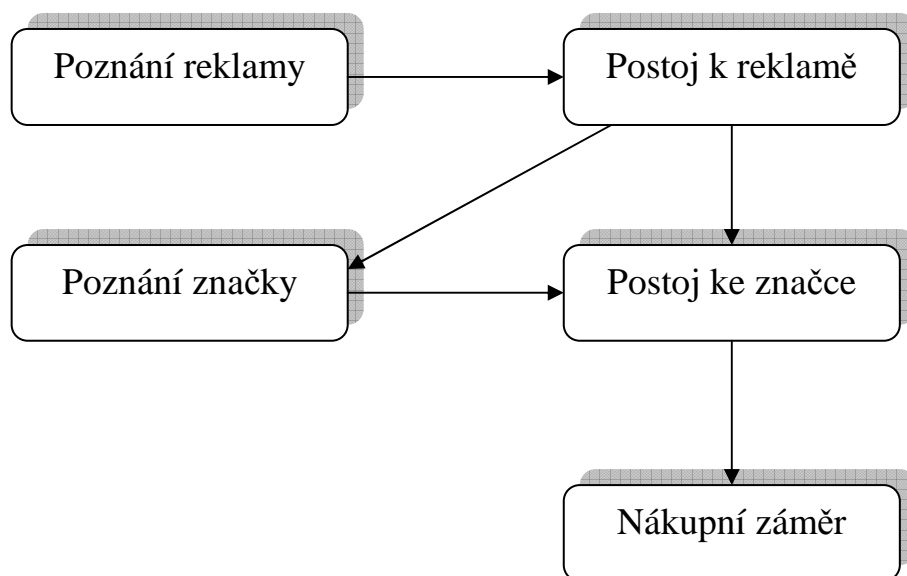 Poznání reklamy
Postoj k reklamě
Poznání značky
Postoj ke značce
Nákupní záměr